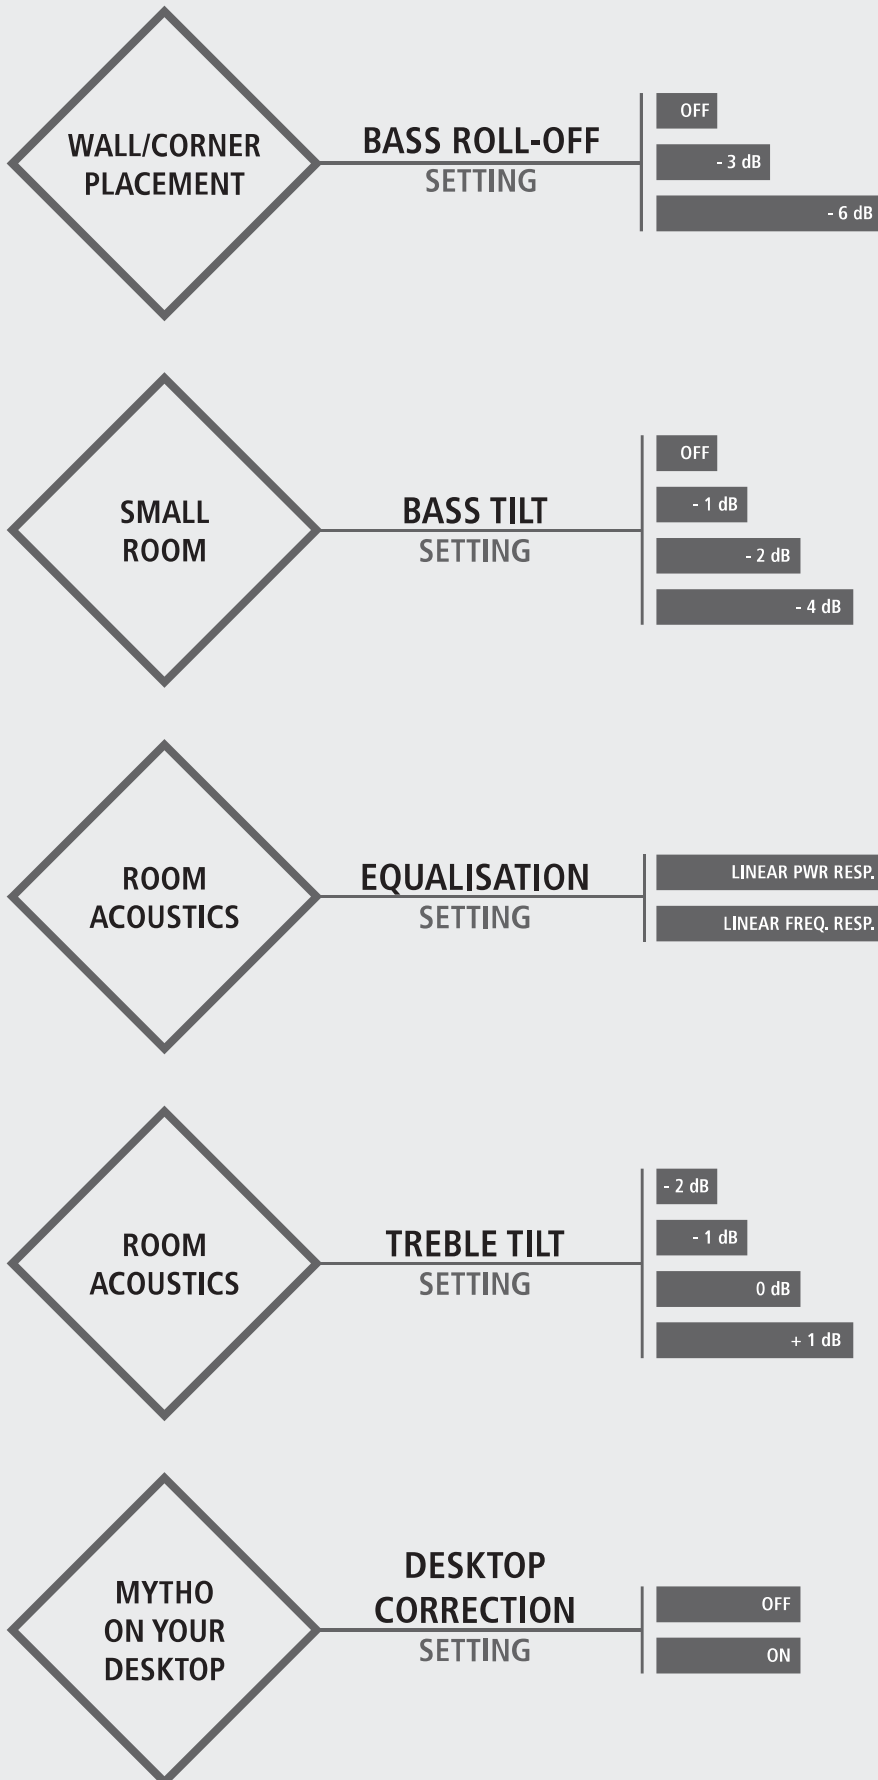 WALL/CORNER
PLACEMENT
BASS ROLL-OFF
SETTING
OFF
- 3 dB
- 6 dB
SMALL
ROOM
BASS TILT
SETTING
OFF
- 1 dB
- 2 dB
- 4 dB
ROOM
ACOUSTICS
EQUALISATION
SETTING
LINEAR PWR RESP.
LINEAR FREQ. RESP.
ROOM
ACOUSTICS
TREBLE TILT
SETTING
- 2 dB
- 1 dB
0 dB
+ 1 dB
MYTHO
ON YOUR
DESKTOP
DESKTOP
CORRECTION
SETTING
OFF
ON